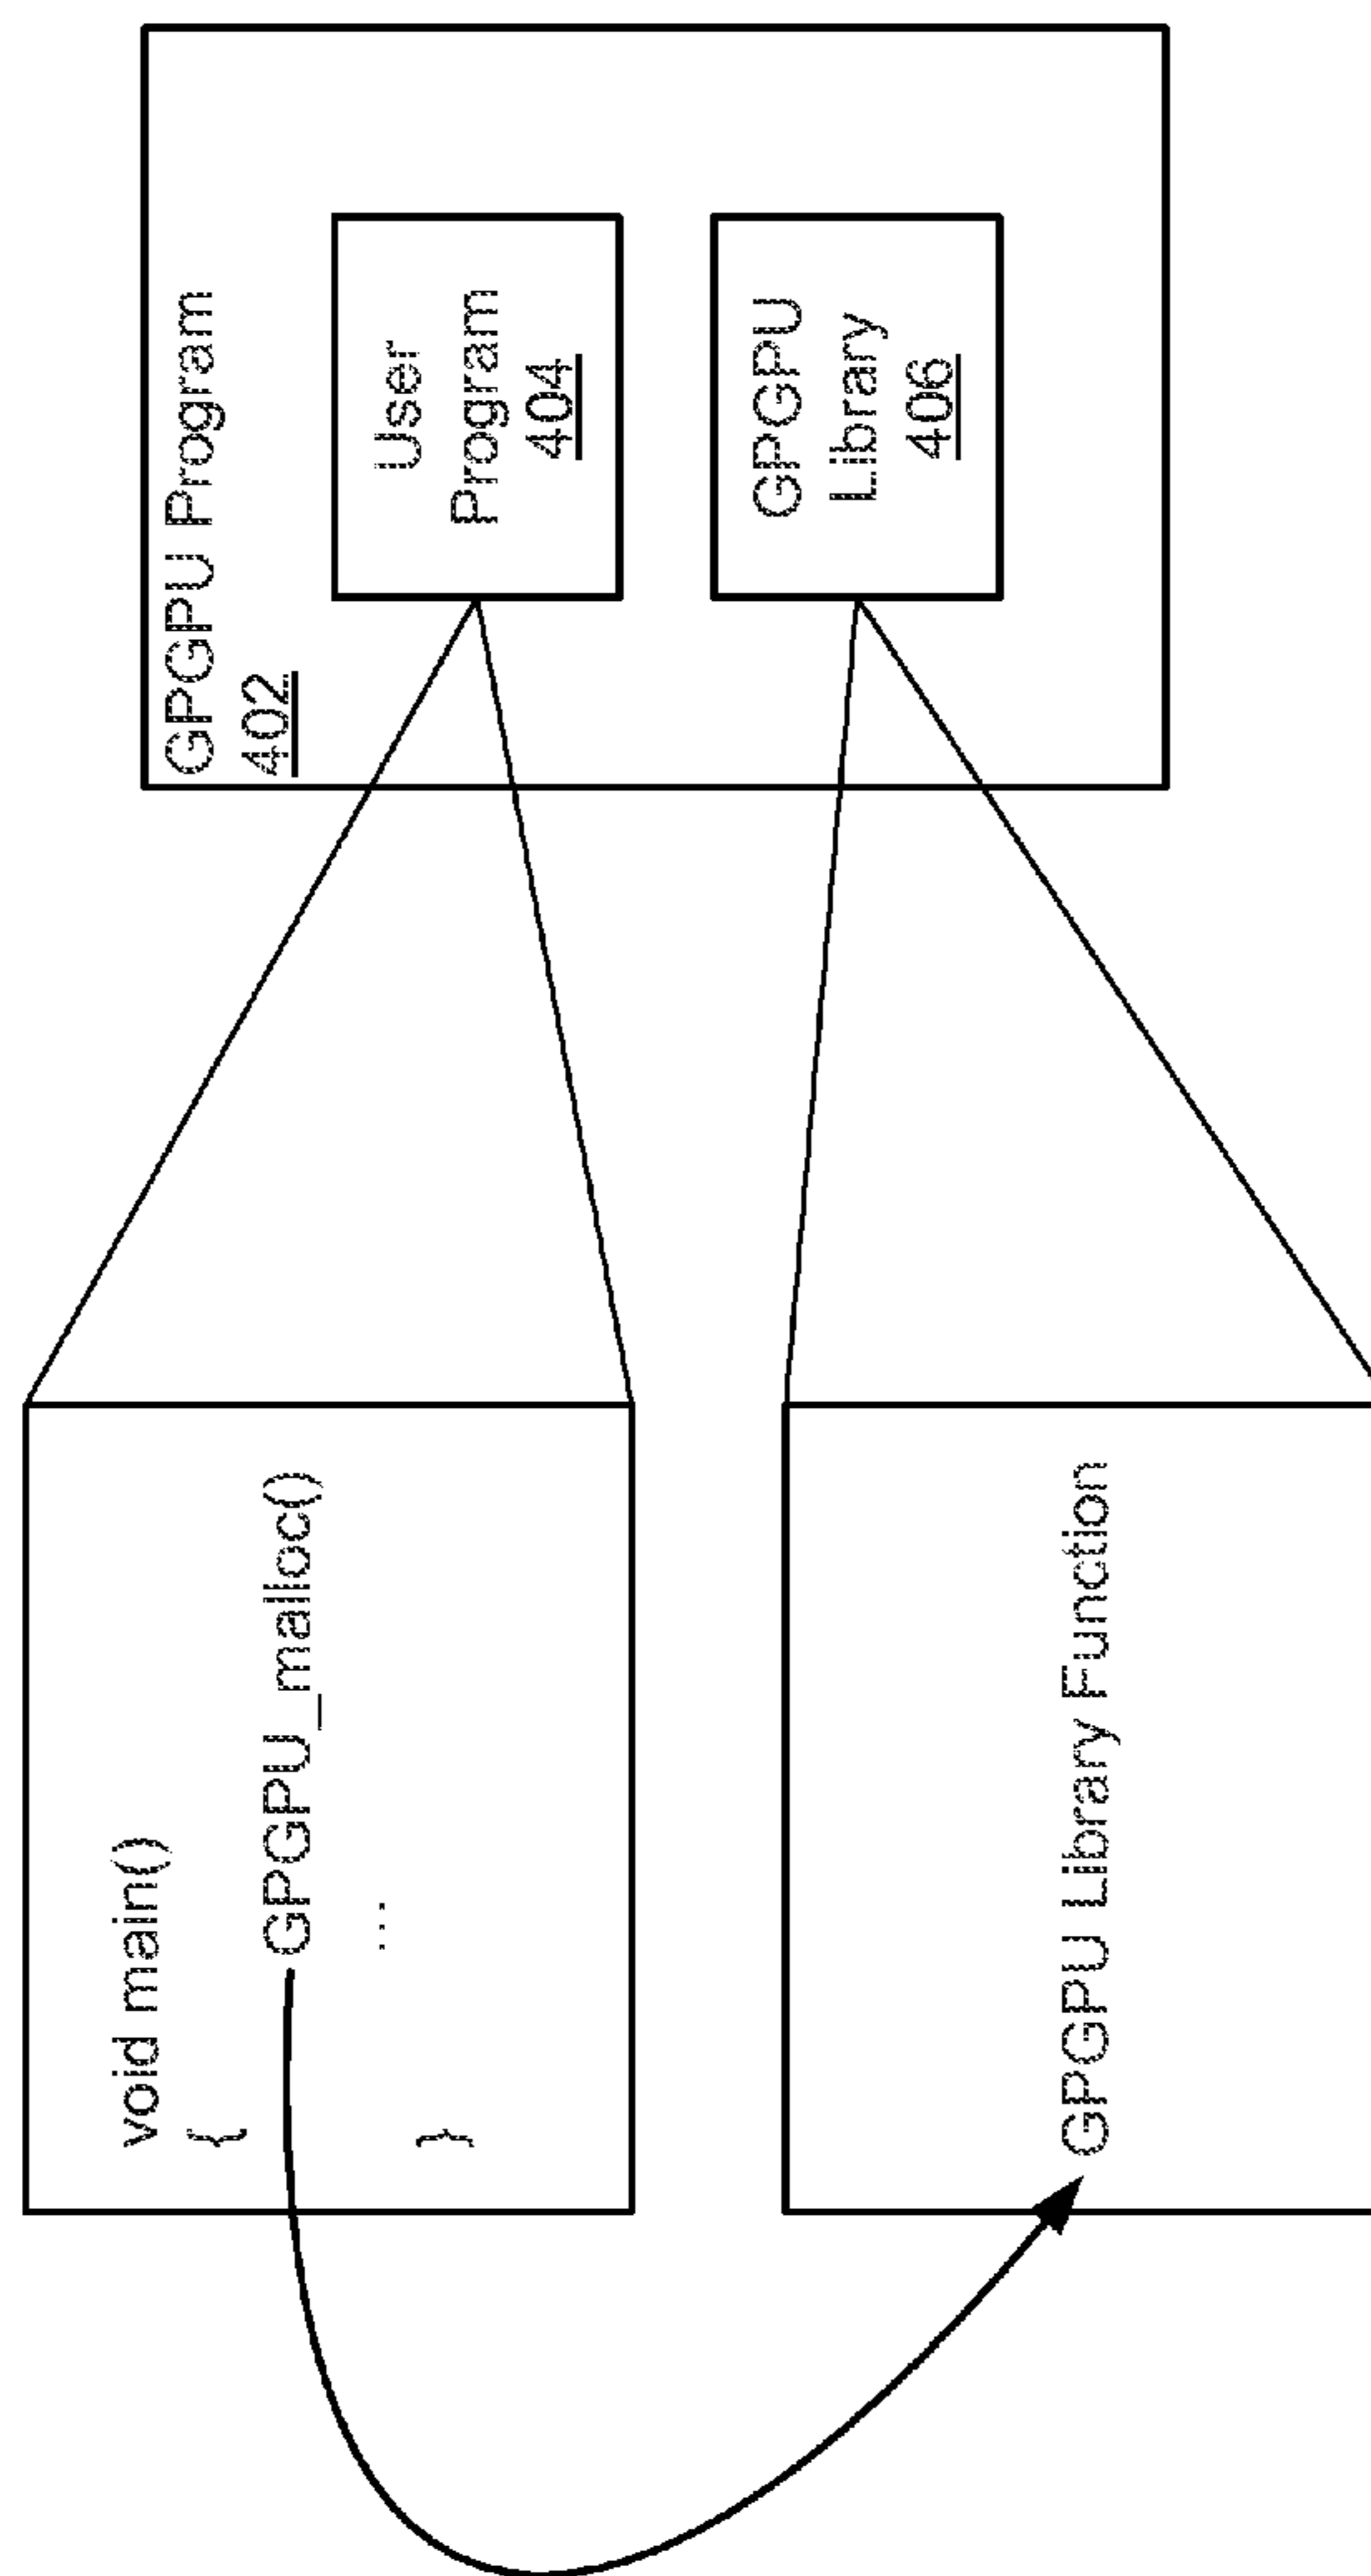 GPGPU Program
402
User
Program
404
GPGPU
Library
406
void main()
{
GPGPU_malloc()
...
}
GPGPU Library Function